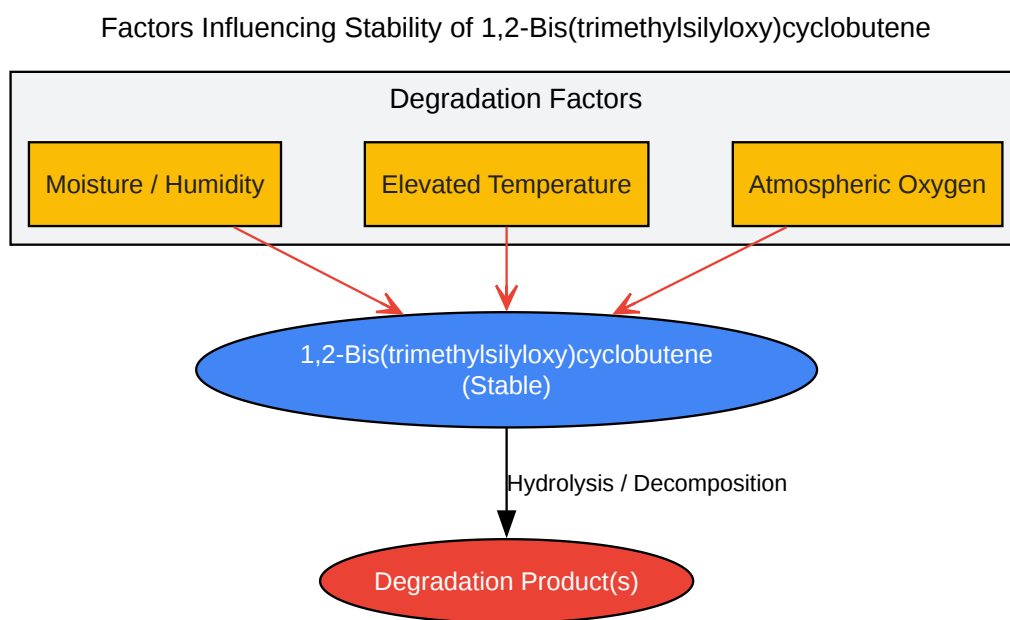 Factors Influencing Stability of 1,2-Bis(trimethylsilyloxy)cyclobutene
Degradation Factors
Moisture / Humidity
Elevated Temperature
Atmospheric Oxygen
1,2-Bis(trimethylsilyloxy)cyclobutene
(Stable)
Hydrolysis / Decomposition
Degradation Product(s)